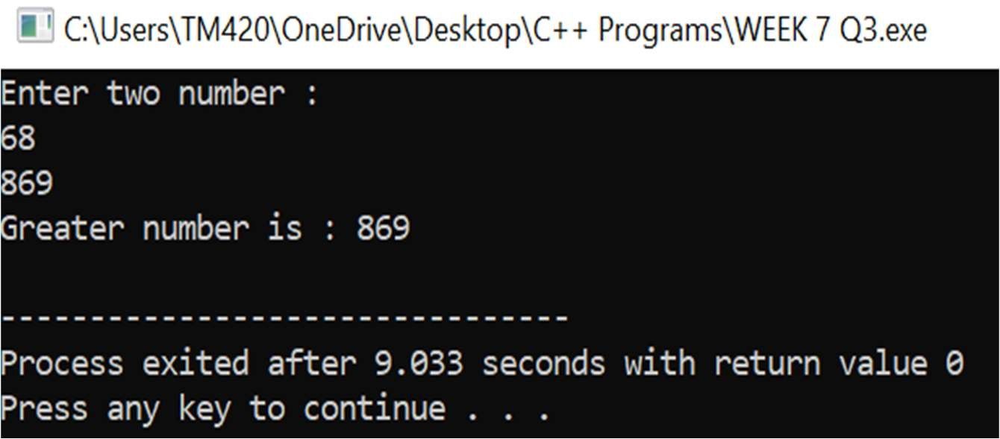 C:\Users\TM420\OneDrive\Desktop\C++ Programs\WEEK 7 Q3.exe
Enter two number :
68
869
Greater number is : 869
--------------------------------
Process exited after 9.033 seconds with return value 0
Press any key to continue . . .